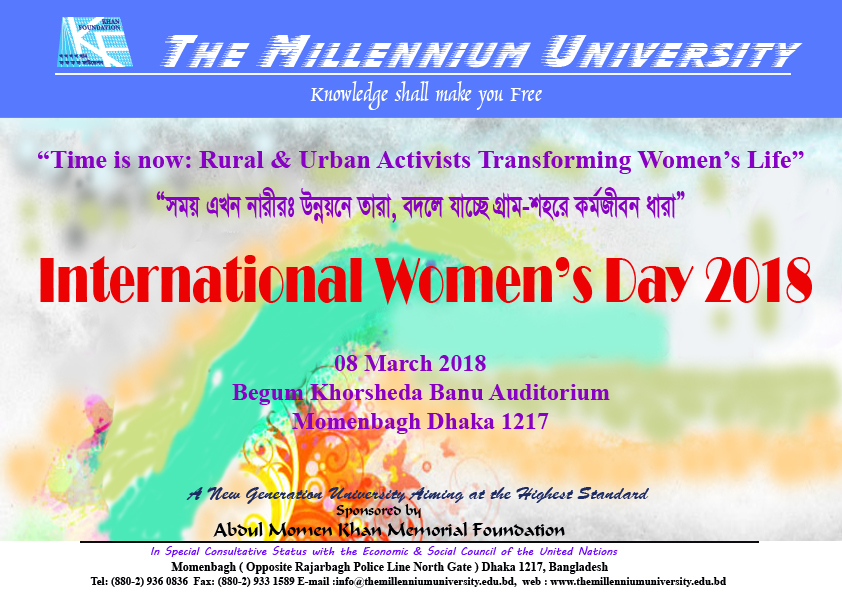 KHAN
FOUNDATION
KF
The Millennium University
Knowledge shall make you Free
“Time is now: Rural & Urban Activists Transforming Women’s Life”
“সময় এখন নারীরঃ উন্নয়নে তারা, বদলে যাচ্ছে গ্রাম-শহরে কর্মজীবন ধারা”
International Women’s Day 2018
08 March 2018
Begum Khorsheda Banu Auditorium
Momenbagh Dhaka 1217
A New Generation University Aiming at the Highest Standard
Sponsored by
Abdul Momen Khan Memorial Foundation
In Special Consultative Status with the Economic & Social Council of the United Nations
Momenbagh ( Opposite Rajarbagh Police Line North Gate ) Dhaka 1217, Bangladesh
Tel: (880-2) 936 0836 Fax: (880-2) 933 1589 E-mail :info@themillenniumuniversity.edu.bd, web : www.themillenniumuniversity.edu.bd